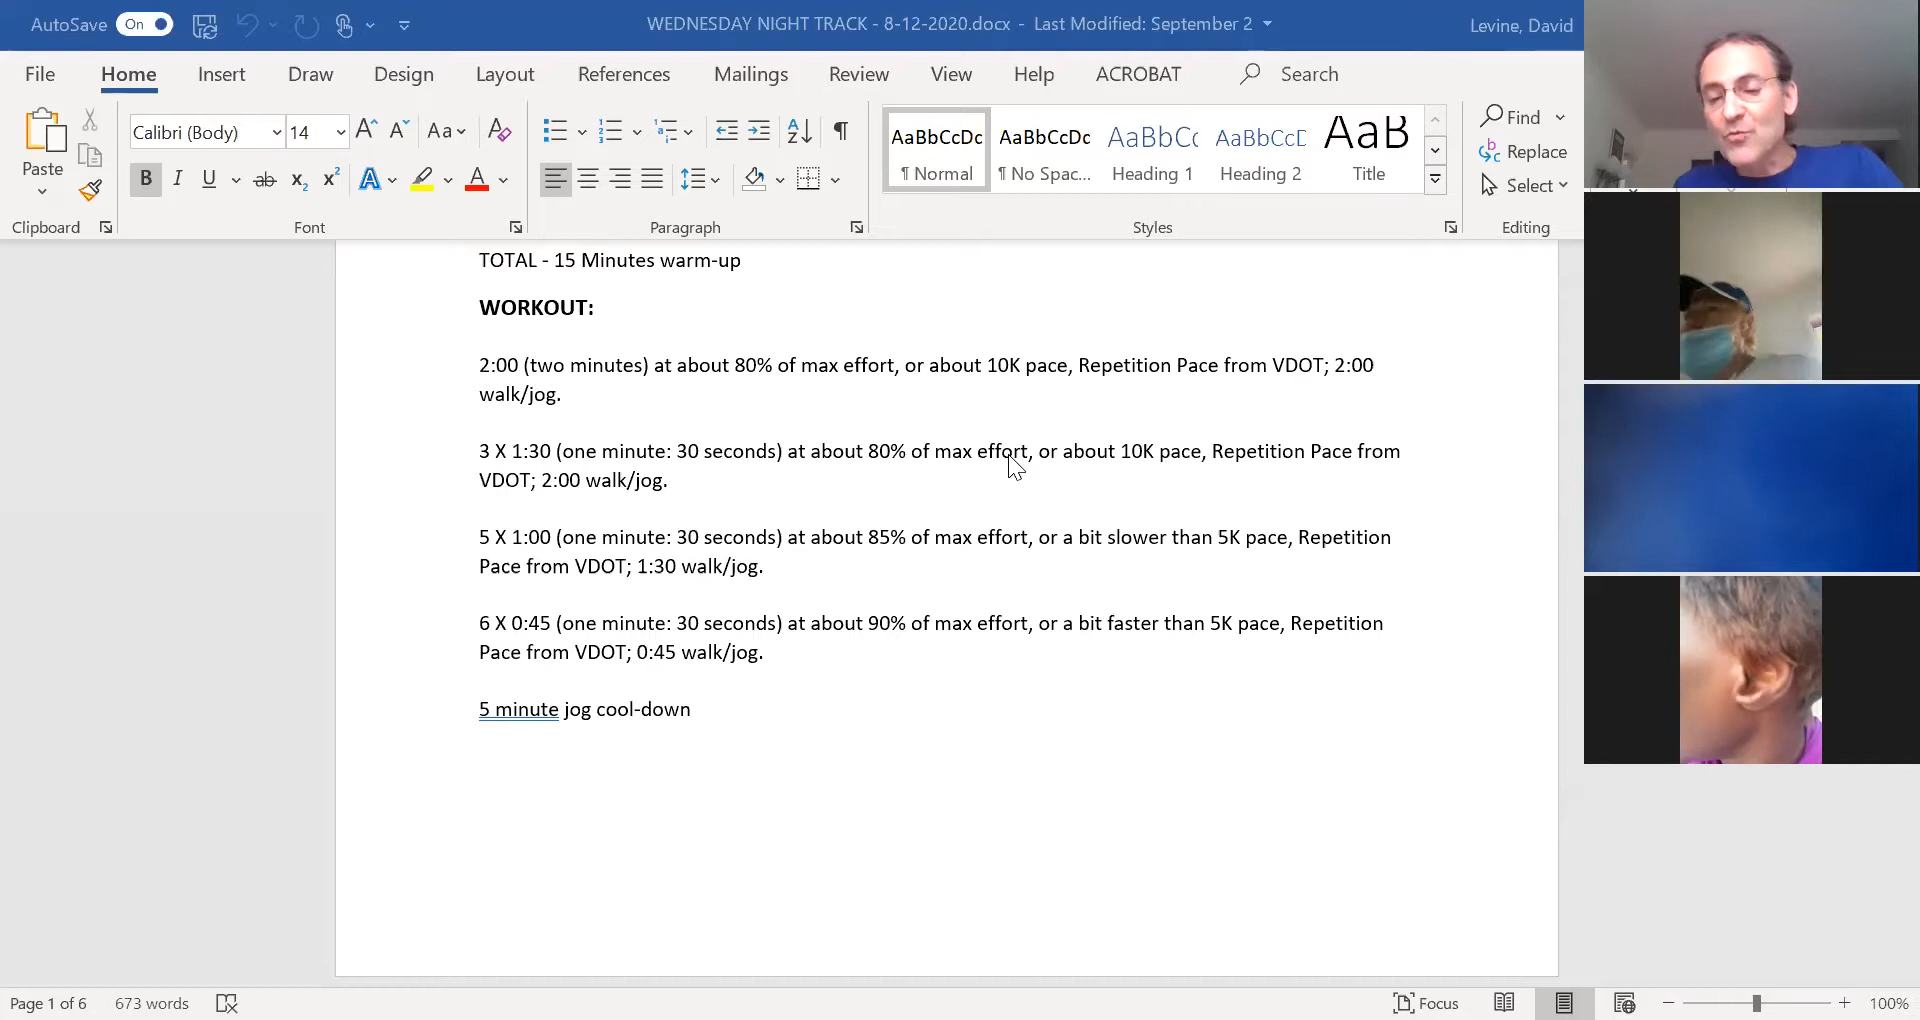 AutoSave On WEDNESDAY NIGHT TRACK - 8-12-2020.docx - Last Modified: September 2 Levine, David
File Home Insert Draw Design Layout References Mailings Review View Help ACROBAT Search
Paste
Calibri (Body) 14 A A Aa A
B I U ab x2 x2 A A
AaBbCcDc AaBbCcDc AaBbCc AaBbCcD AaB
¶ Normal ¶ No Spac... Heading 1 Heading 2 Title
Find
Replace
Select
Clipboard Font Paragraph Styles Editing
TOTAL - 15 Minutes warm-up
WORKOUT:
2:00 (two minutes) at about 80% of max effort, or about 10K pace, Repetition Pace from VDOT; 2:00
walk/jog.
3 X 1:30 (one minute: 30 seconds) at about 80% of max effort, or about 10K pace, Repetition Pace from
VDOT; 2:00 walk/jog.
5 X 1:00 (one minute: 30 seconds) at about 85% of max effort, or a bit slower than 5K pace, Repetition
Pace from VDOT; 1:30 walk/jog.
6 X 0:45 (one minute: 30 seconds) at about 90% of max effort, or a bit faster than 5K pace, Repetition
Pace from VDOT; 0:45 walk/jog.
5 minute jog cool-down
Page 1 of 6 673 words Focus 100%